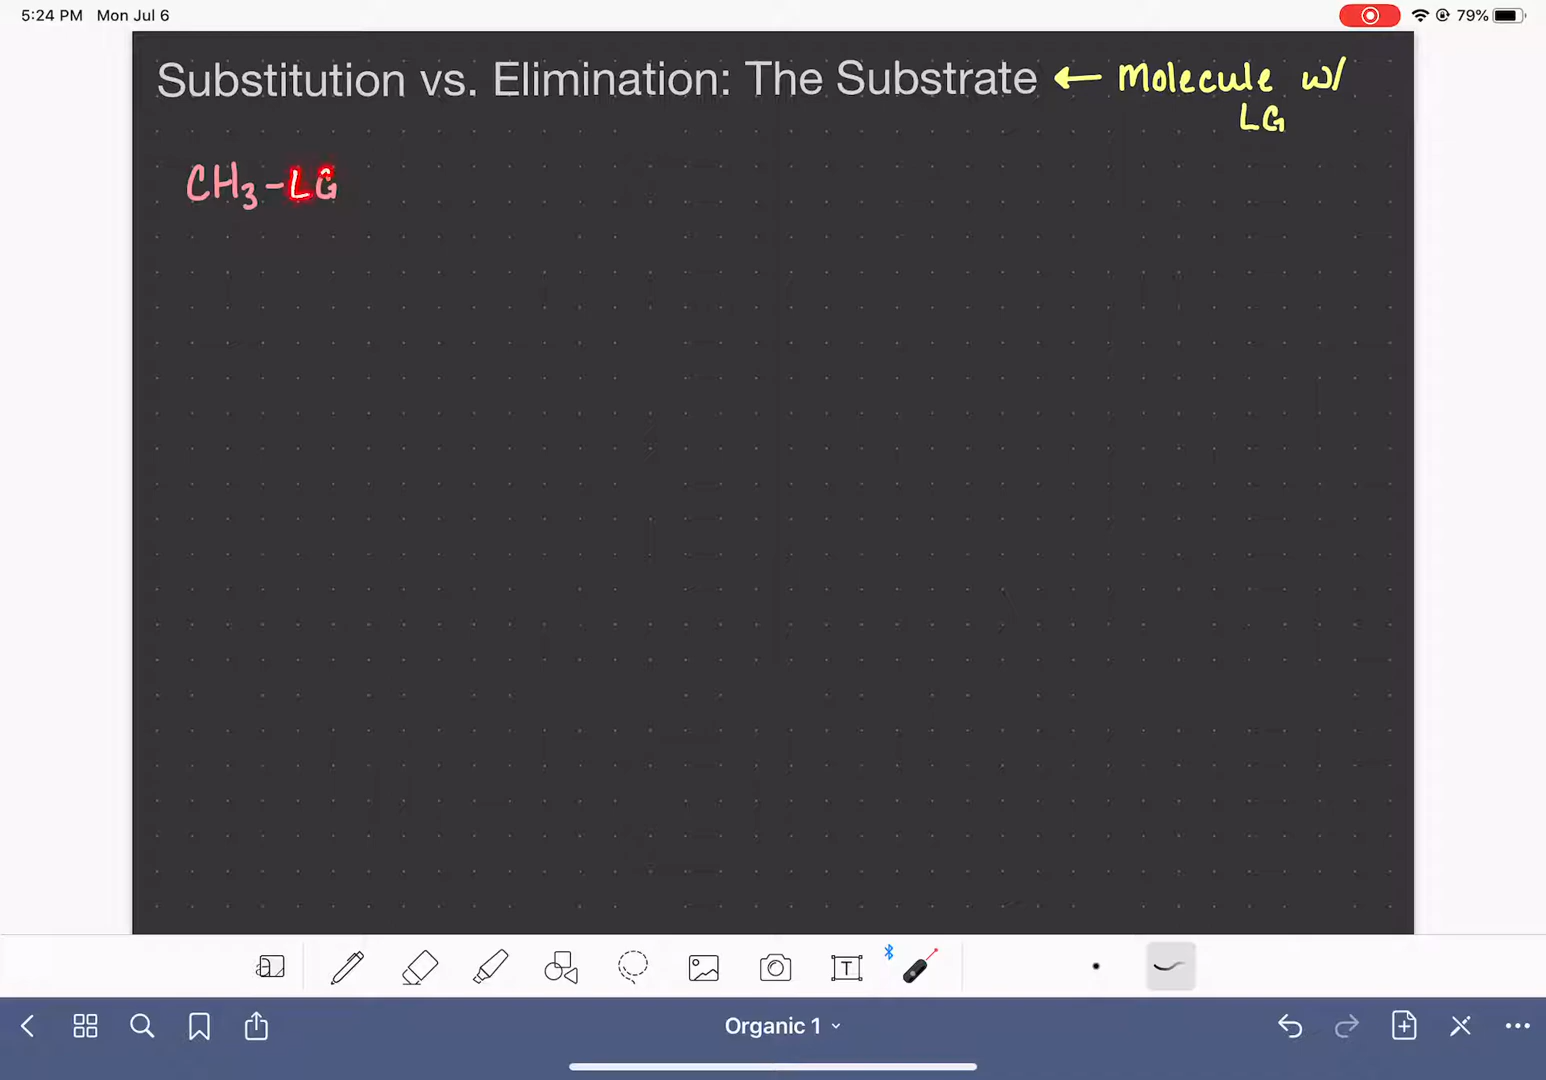 5:24 PM Mon Jul 6
79%
Substitution vs. Elimination: The Substrate ← Molecule w/
LG
CH₃-LG
T
Organic 1